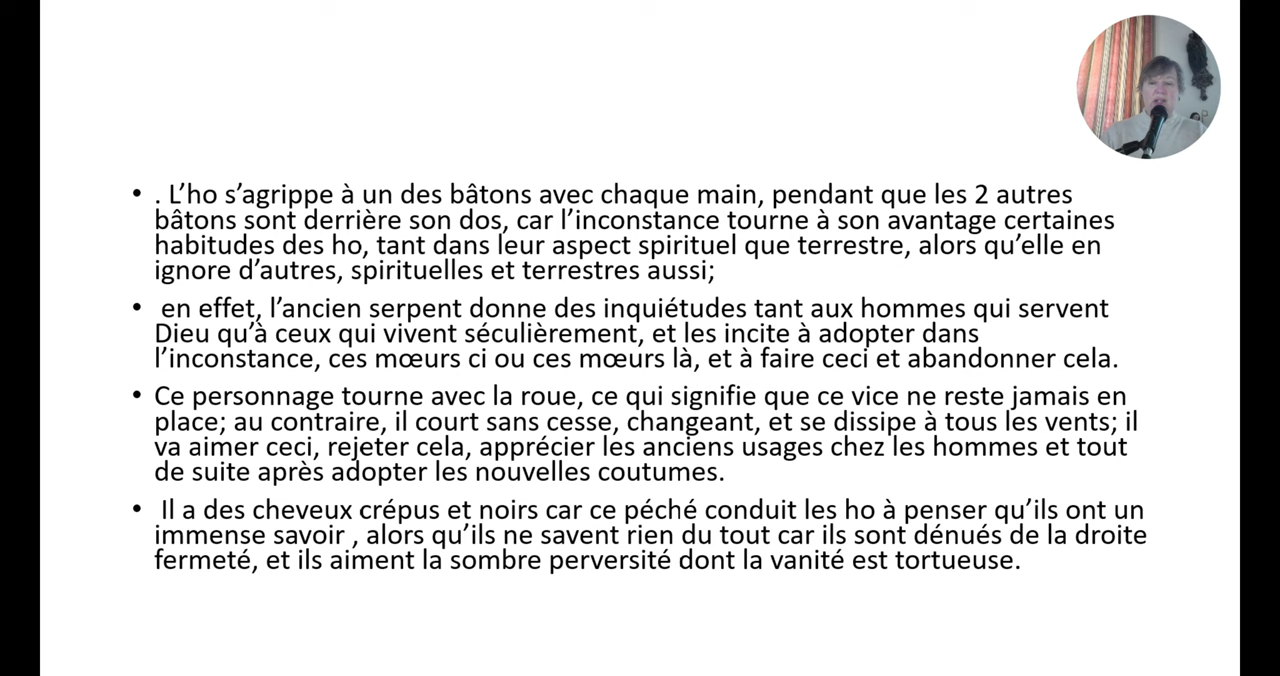 • . L’ho s’agrippe à un des bâtons avec chaque main, pendant que les 2 autres
bâtons sont derrière son dos, car l’inconstance tourne à son avantage certaines
habitudes des ho, tant dans leur aspect spirituel que terrestre, alors qu’elle en
ignore d’autres, spirituelles et terrestres aussi;
• en effet, l’ancien serpent donne des inquiétudes tant aux hommes qui servent
Dieu qu’à ceux qui vivent séculièrement, et les incite à adopter dans
l’inconstance, ces mœurs ci ou ces mœurs là, et à faire ceci et abandonner cela.
• Ce personnage tourne avec la roue, ce qui signifie que ce vice ne reste jamais en
place; au contraire, il court sans cesse, changeant, et se dissipe à tous les vents; il
va aimer ceci, rejeter cela, apprécier les anciens usages chez les hommes et tout
de suite après adopter les nouvelles coutumes.
• Il a des cheveux crépus et noirs car ce péché conduit les ho à penser qu’ils ont un
immense savoir , alors qu’ils ne savent rien du tout car ils sont dénués de la droite
fermeté, et ils aiment la sombre perversité dont la vanité est tortueuse.